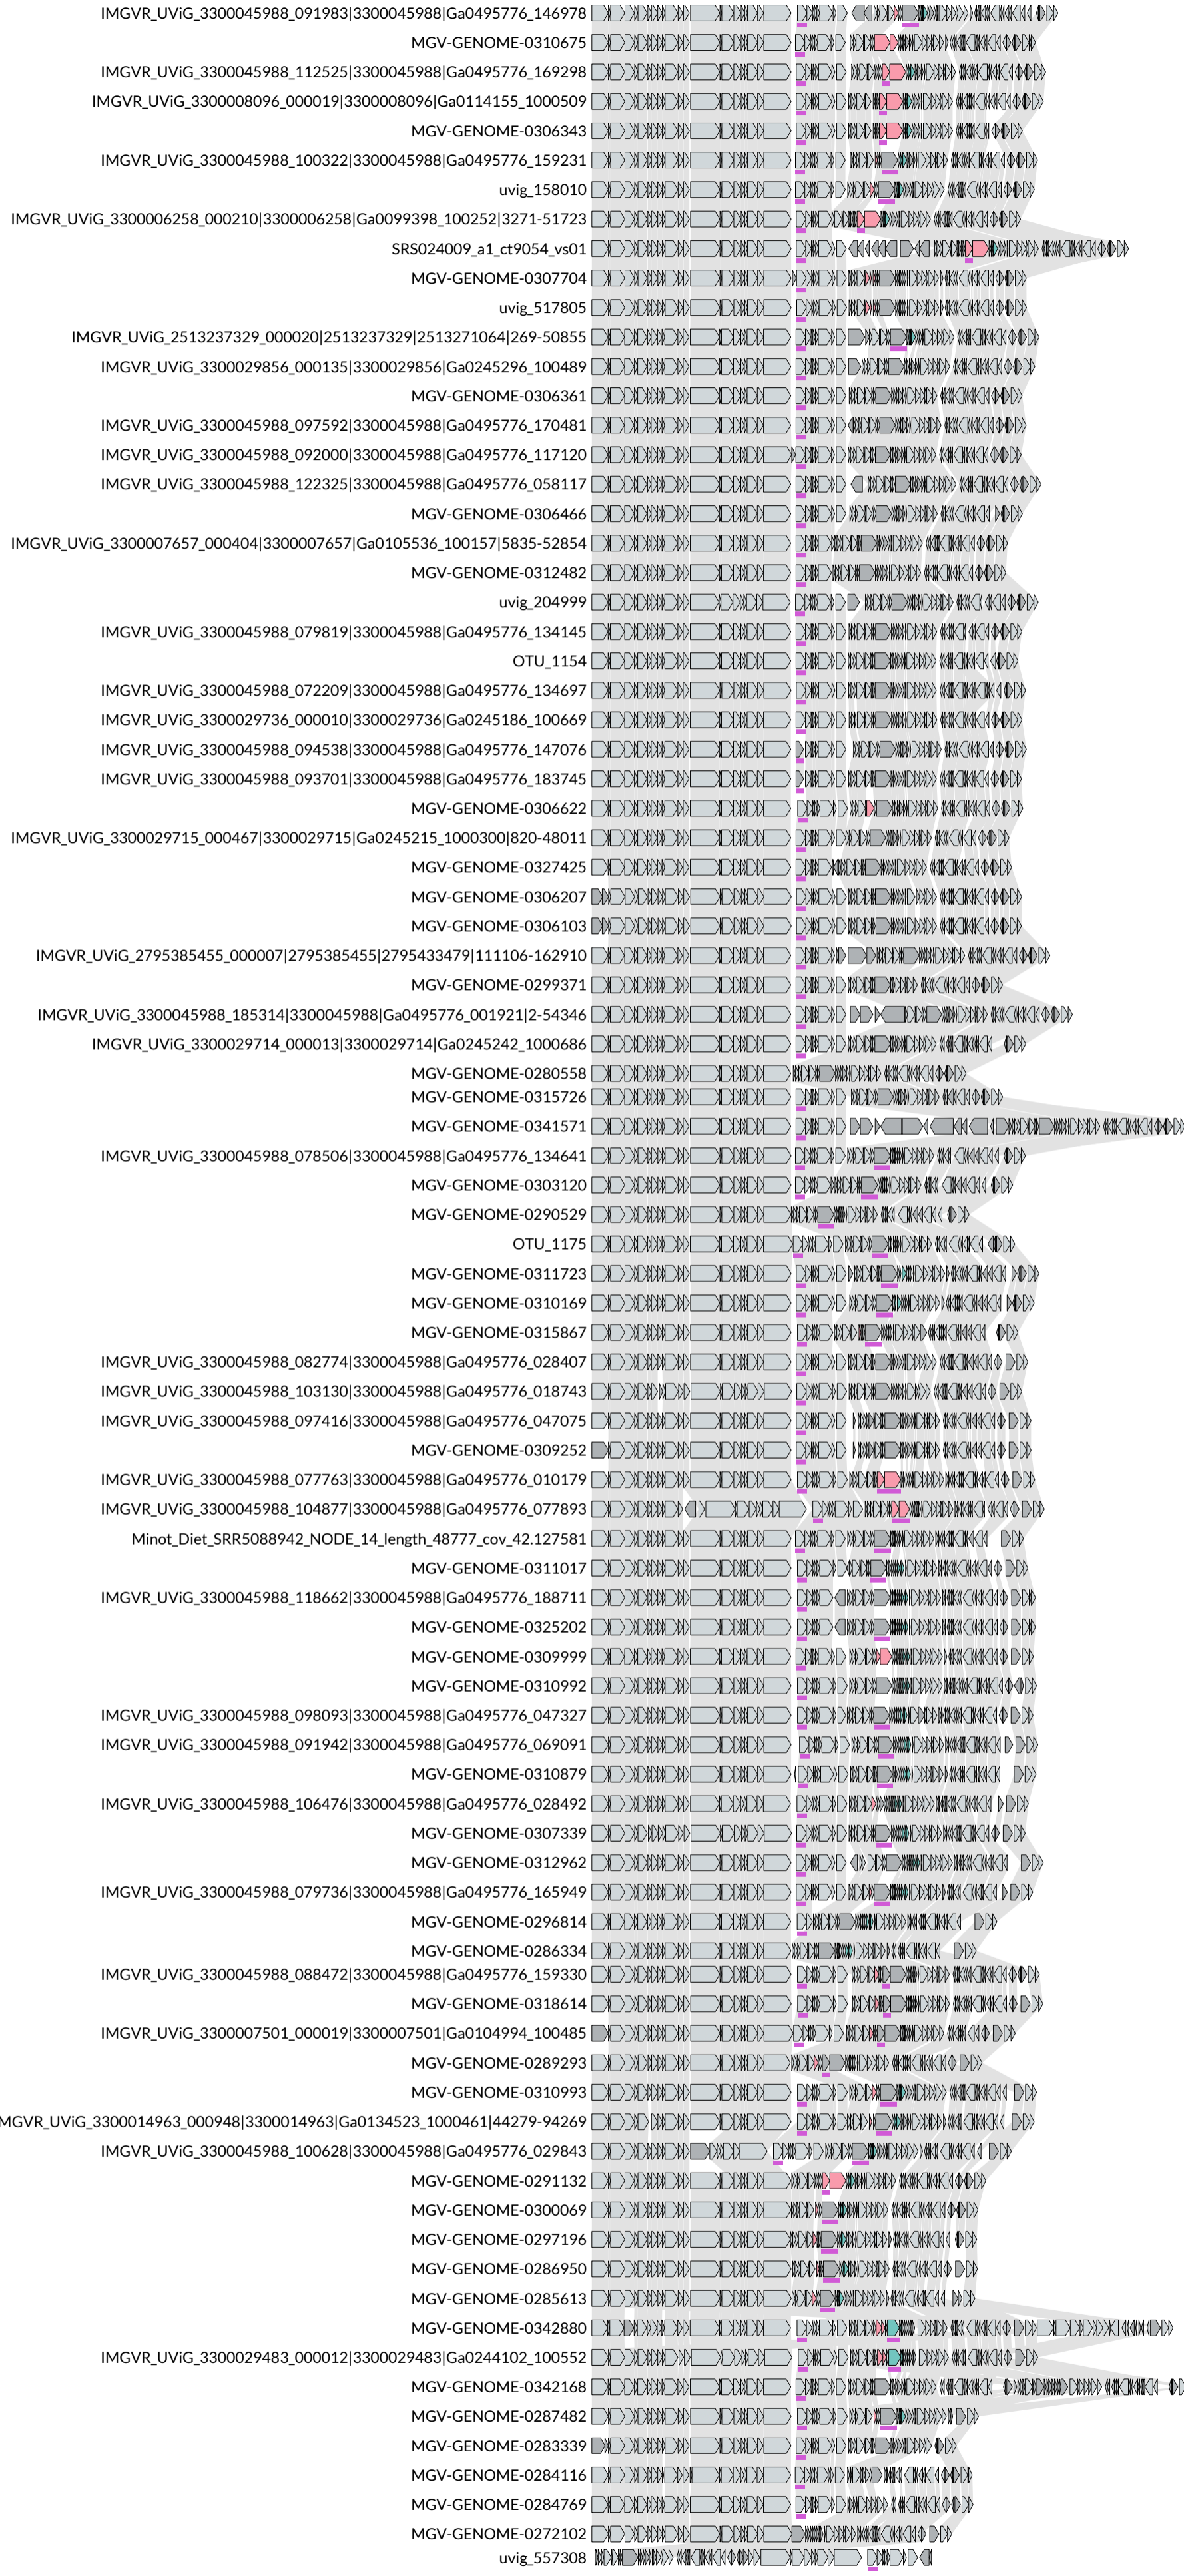 IMGVR_UViG_3300045988_091983|3300045988|Ga0495776_146978
MGV-GENOME-0310675
IMGVR_UViG_3300045988_112525|3300045988|Ga0495776_169298
IMGVR_UViG_3300008096_000019|3300008096|Ga0114155_1000509
MGV-GENOME-0306343
IMGVR_UViG_3300045988_100322|3300045988|Ga0495776_159231
uvig_158010
IMGVR_UViG_3300006258_000210|3300006258|Ga0099398_100252|3271-51723
SRS024009_a1_ct9054_vs01
MGV-GENOME-0307704
uvig_517805
IMGVR_UViG_2513237329_000020|2513237329|2513271064|269-50855
IMGVR_UViG_3300029856_000135|3300029856|Ga0245296_100489
MGV-GENOME-0306361
IMGVR_UViG_3300045988_097592|3300045988|Ga0495776_170481
IMGVR_UViG_3300045988_092000|3300045988|Ga0495776_117120
IMGVR_UViG_3300045988_122325|3300045988|Ga0495776_058117
MGV-GENOME-0306466
IMGVR_UViG_3300007657_000404|3300007657|Ga0105536_100157|5835-52854
MGV-GENOME-0312482
uvig_204999
IMGVR_UViG_3300045988_079819|3300045988|Ga0495776_134145
OTU_1154
IMGVR_UViG_3300045988_072209|3300045988|Ga0495776_134697
IMGVR_UViG_3300029736_000010|3300029736|Ga0245186_100669
IMGVR_UViG_3300045988_094538|3300045988|Ga0495776_147076
IMGVR_UViG_3300045988_093701|3300045988|Ga0495776_183745
MGV-GENOME-0306622
IMGVR_UViG_3300029715_000467|3300029715|Ga0245215_1000300|820-48011
MGV-GENOME-0327425
MGV-GENOME-0306207
MGV-GENOME-0306103
IMGVR_UViG_2795385455_000007|2795385455|2795433479|111106-162910
MGV-GENOME-0299371
IMGVR_UViG_3300045988_185314|3300045988|Ga0495776_001921|2-54346
IMGVR_UViG_3300029714_000013|3300029714|Ga0245242_1000686
MGV-GENOME-0280558
MGV-GENOME-0315726
MGV-GENOME-0341571
IMGVR_UViG_3300045988_078506|3300045988|Ga0495776_134641
MGV-GENOME-0303120
MGV-GENOME-0290529
OTU_1175
MGV-GENOME-0311723
MGV-GENOME-0310169
MGV-GENOME-0315867
IMGVR_UViG_3300045988_082774|3300045988|Ga0495776_028407
IMGVR_UViG_3300045988_103130|3300045988|Ga0495776_018743
IMGVR_UViG_3300045988_097416|3300045988|Ga0495776_047075
MGV-GENOME-0309252
IMGVR_UViG_3300045988_077763|3300045988|Ga0495776_010179
IMGVR_UViG_3300045988_104877|3300045988|Ga0495776_077893
Minot_Diet_SRR5088942_NODE_14_length_48777_cov_42.127581
MGV-GENOME-0311017
IMGVR_UViG_3300045988_118662|3300045988|Ga0495776_188711
MGV-GENOME-0325202
MGV-GENOME-0309999
MGV-GENOME-0310992
IMGVR_UViG_3300045988_098093|3300045988|Ga0495776_047327
IMGVR_UViG_3300045988_091942|3300045988|Ga0495776_069091
MGV-GENOME-0310879
IMGVR_UViG_3300045988_106476|3300045988|Ga0495776_028492
MGV-GENOME-0307339
MGV-GENOME-0312962
IMGVR_UViG_3300045988_079736|3300045988|Ga0495776_165949
MGV-GENOME-0296814
MGV-GENOME-0286334
IMGVR_UViG_3300045988_088472|3300045988|Ga0495776_159330
MGV-GENOME-0318614
IMGVR_UViG_3300007501_000019|3300007501|Ga0104994_100485
MGV-GENOME-0289293
MGV-GENOME-0310993
MGVR_UViG_3300014963_000948|3300014963|Ga0134523_1000461|44279-94269
IMGVR_UViG_3300045988_100628|3300045988|Ga0495776_029843
MGV-GENOME-0291132
MGV-GENOME-0300069
MGV-GENOME-0297196
MGV-GENOME-0286950
MGV-GENOME-0285613
MGV-GENOME-0342880
IMGVR_UViG_3300029483_000012|3300029483|Ga0244102_100552
MGV-GENOME-0342168
MGV-GENOME-0287482
MGV-GENOME-0283339
MGV-GENOME-0284116
MGV-GENOME-0284769
MGV-GENOME-0272102
uvig_557308